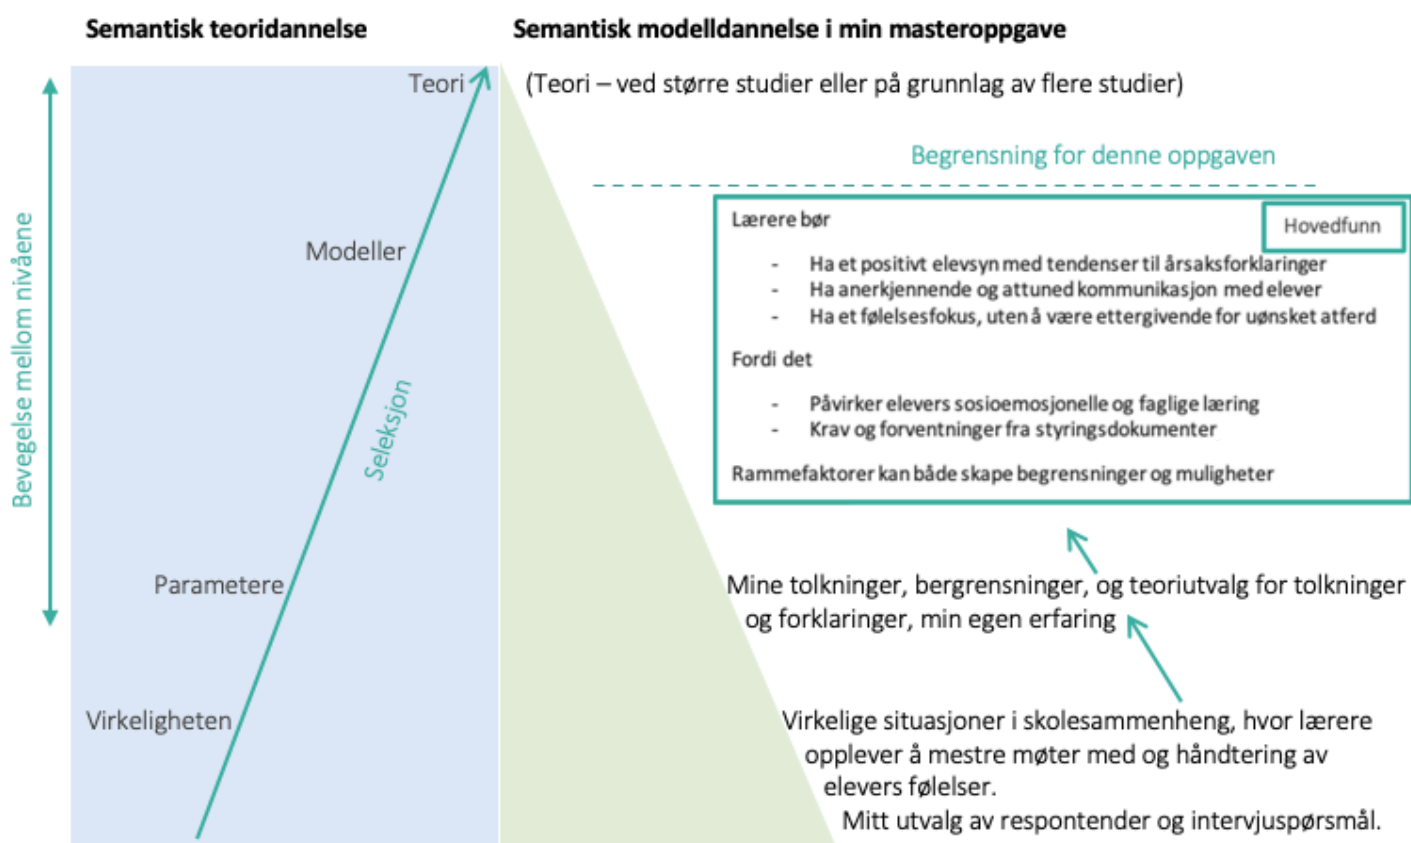 Semantisk teoridannelse
Semantisk modelldannelse i min masteroppgave
Bevegelse mellom nivåene
Teori
Modeller
Seleksjon
Parametere
Virkeligheten
(Teori – ved større studier eller på grunnlag av flere studier)
Begrensning for denne oppgaven
Hovedfunn
Lærere bør
- Ha et positivt elevsyn med tendenser til årsaksforklaringer
- Ha anerkjennende og attuned kommunikasjon med elever
- Ha et følelsesfokus, uten å være ettergivende for uønsket atferd
Fordi det
- Påvirker elevers sosioemosjonelle og faglige læring
- Krav og forventninger fra styringsdokumenter
Rammefaktorer kan både skape begrensninger og muligheter
Mine tolkninger, bergrensninger, og teoriutvalg for tolkninger
og forklaringer, min egen erfaring
Virkelige situasjoner i skolesammenheng, hvor lærere
opplever å mestre møter med og håndtering av
elevers følelser.
Mitt utvalg av respontender og intervjuspørsmål.